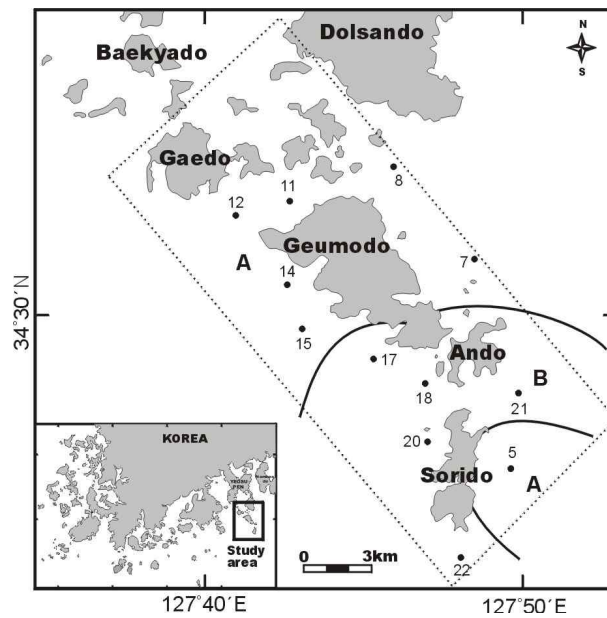 Dolsando
N
S
Baekyado
Gaedo
8
11
12
Geumodo
A
7
14
34°30′N
15
17
Ando
18
B
21
20
5
Sorido
A
KOREA
Study
area
0 3km
22
127°40′E
127°50′E